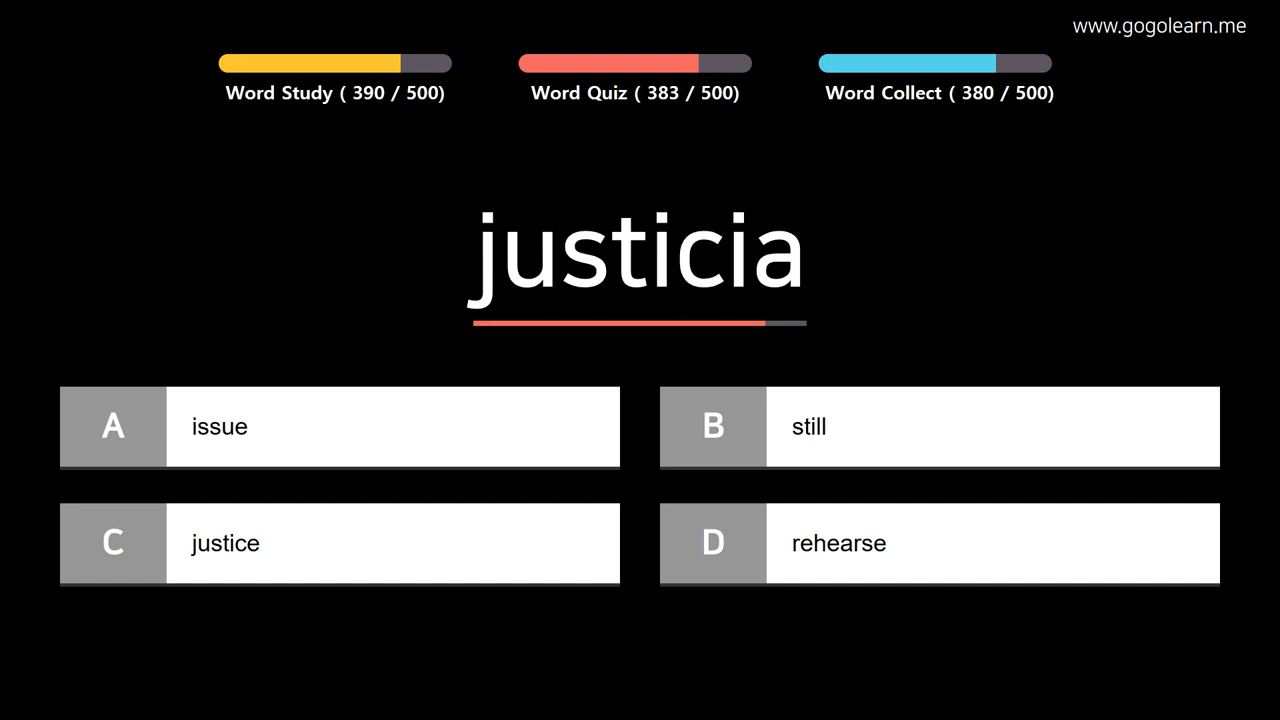 www.gogolearn.me
Word Study ( 390 / 500)
Word Quiz ( 383 / 500)
Word Collect ( 380 / 500)
justicia
A issue
B still
C justice
D rehearse